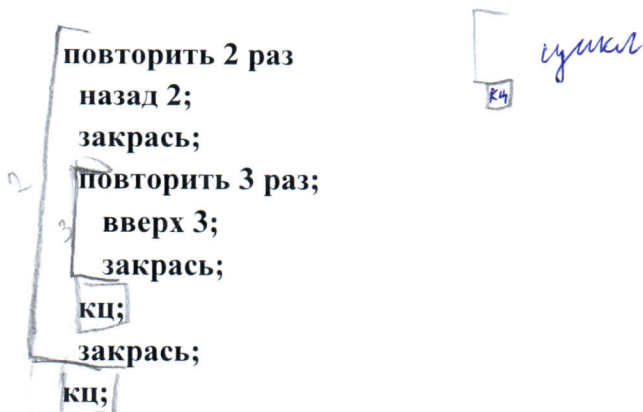 повторить 2 раз
назад 2;
закрась;
повторить 3 раз;
вверх 3;
закрась;
кц;
закрась;
кц;
2
3
кц
цикл